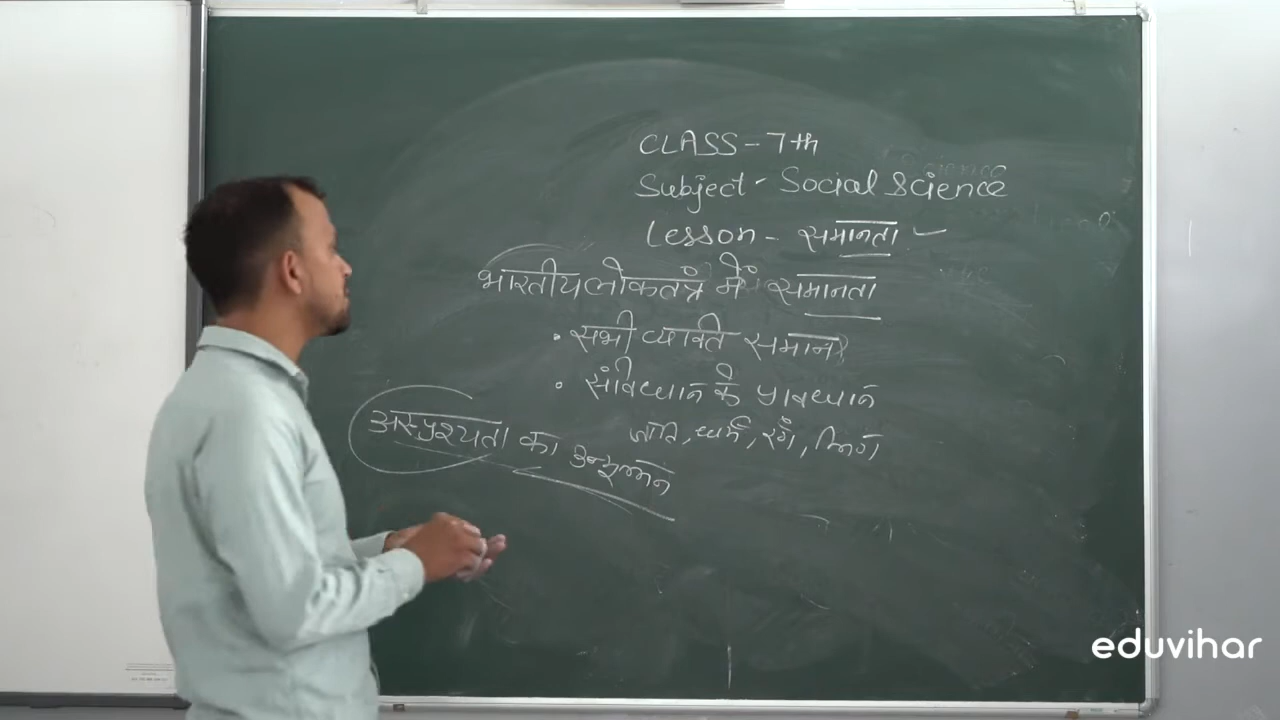 CLASS - 7th
Subject - Social Science
Lesson - समानता
भारतीय लोकतंत्र में समानता
• सभी व्यक्ति समान
• संविधान के प्रावधान
जाति, धर्म, रंग, लिंग
अस्पृश्यता का उन्मूलन
eduvihar